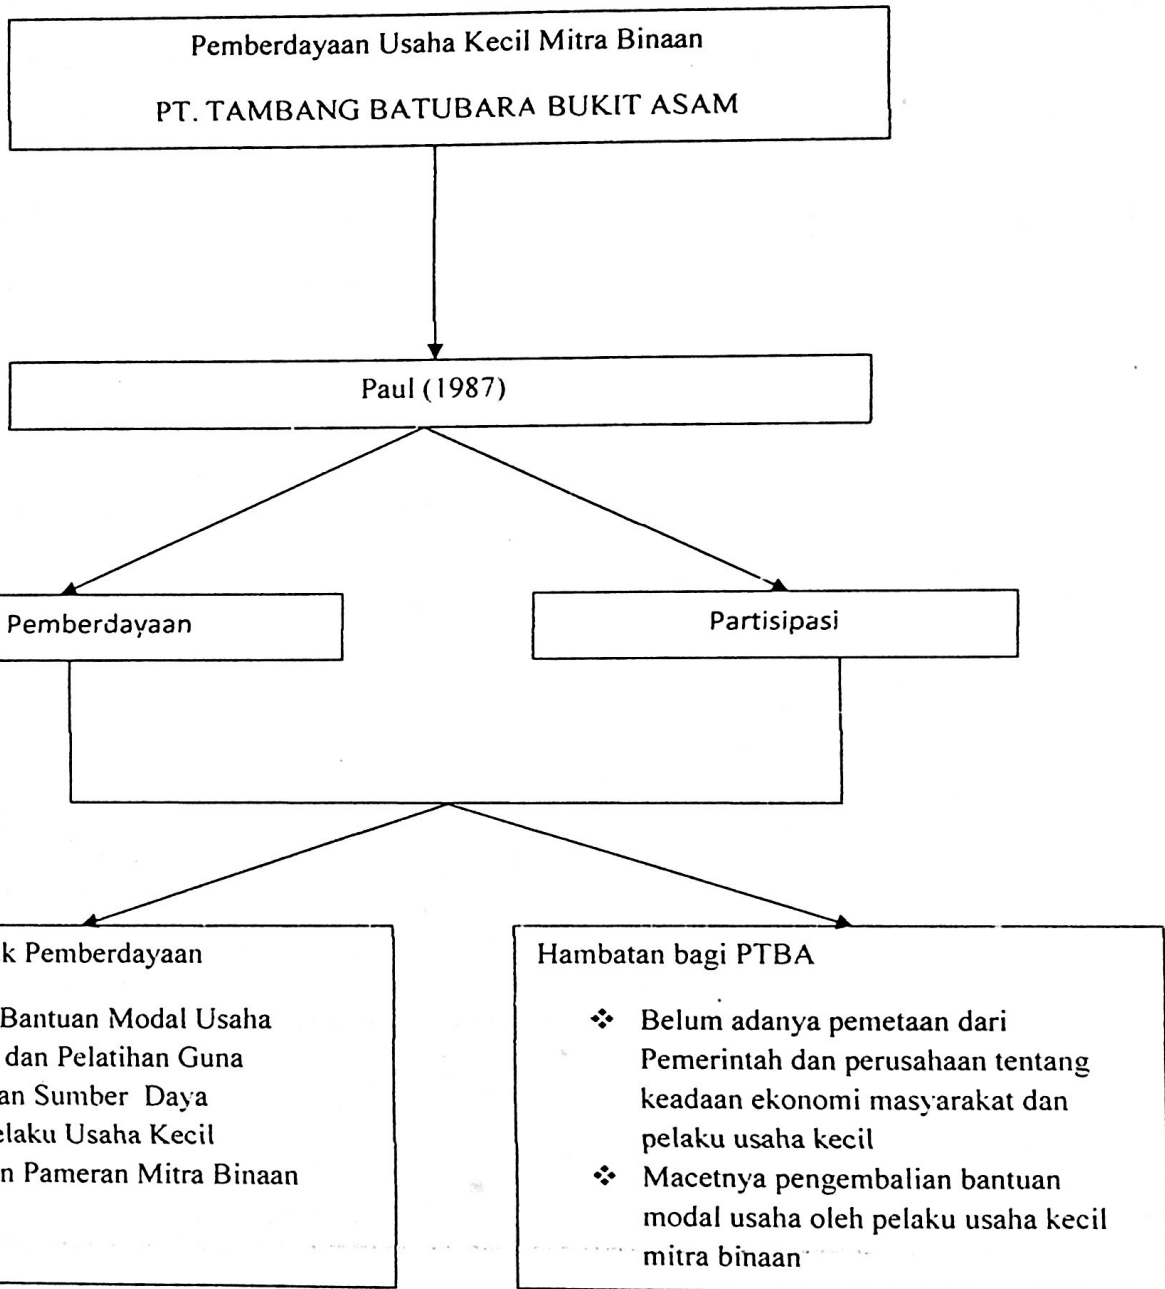 Pemberdayaan Usaha Kecil Mitra Binaan
PT. TAMBANG BATUBARA BUKIT ASAM
Paul (1987)
Pemberdayaan
Partisipasi
k Pemberdayaan
Bantuan Modal Usaha
dan Pelatihan Guna
an Sumber Daya
elaku Usaha Kecil
n Pameran Mitra Binaan
Hambatan bagi PTBA
❖ Belum adanya pemetaan dari
Pemerintah dan perusahaan tentang
keadaan ekonomi masyarakat dan
pelaku usaha kecil
❖ Macetnya pengembalian bantuan
modal usaha oleh pelaku usaha kecil
mitra binaan